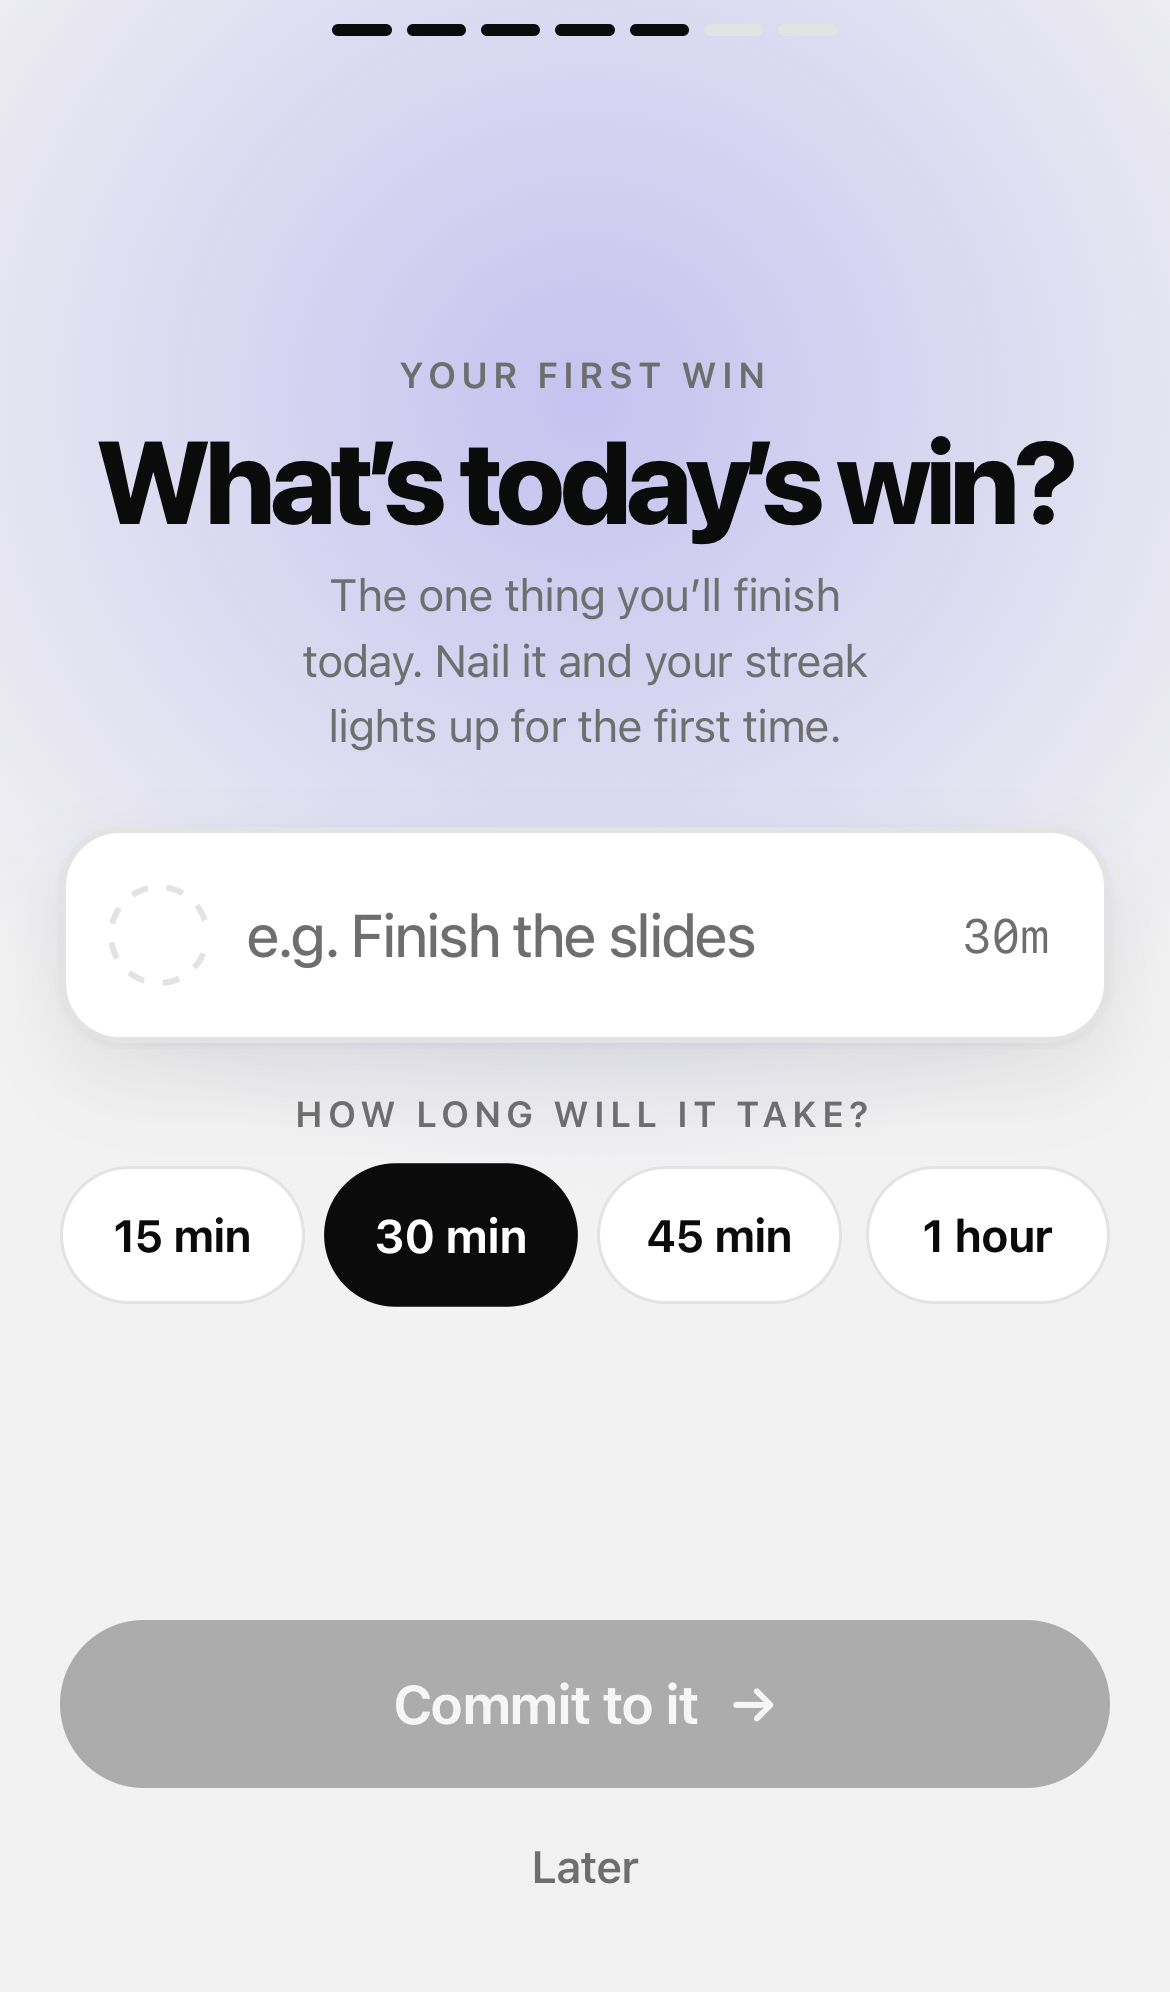 YOUR FIRST WIN
What’s today’s win?
The one thing you’ll finish
today. Nail it and your streak
lights up for the first time.
e.g. Finish the slides 30m
HOW LONG WILL IT TAKE?
15 min 30 min 45 min 1 hour
Commit to it →
Later